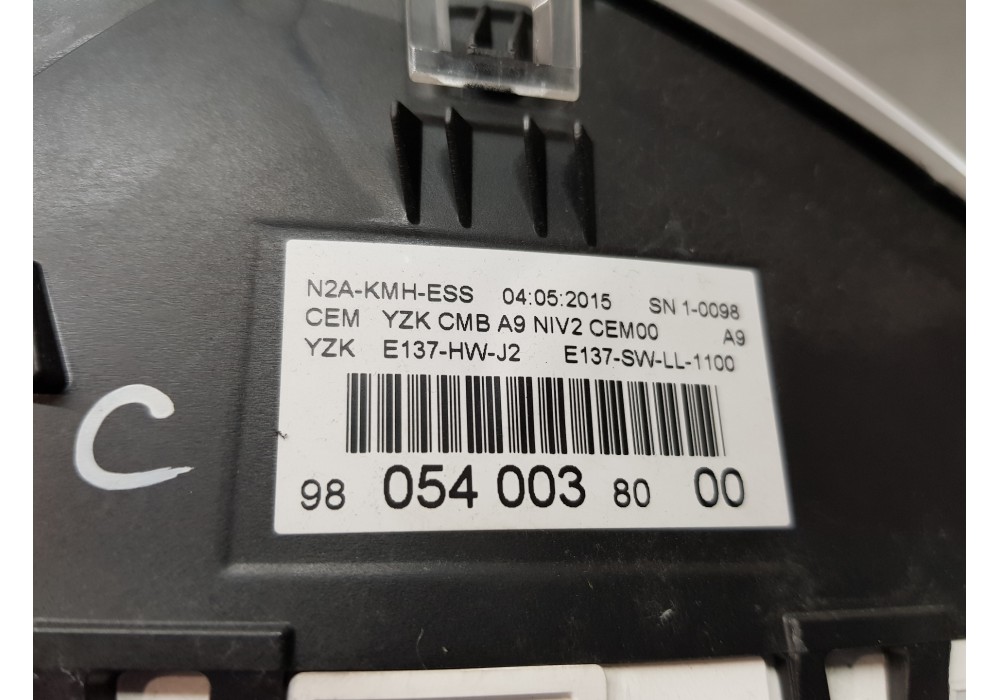 N2A-KMH-ESS 04:05:2015 SN 1-0098
CEM YZK CMB A9 NIV2 CEM00 A9
YZK E137-HW-J2 E137-SW-LL-1100
98 054 003 80 00
C